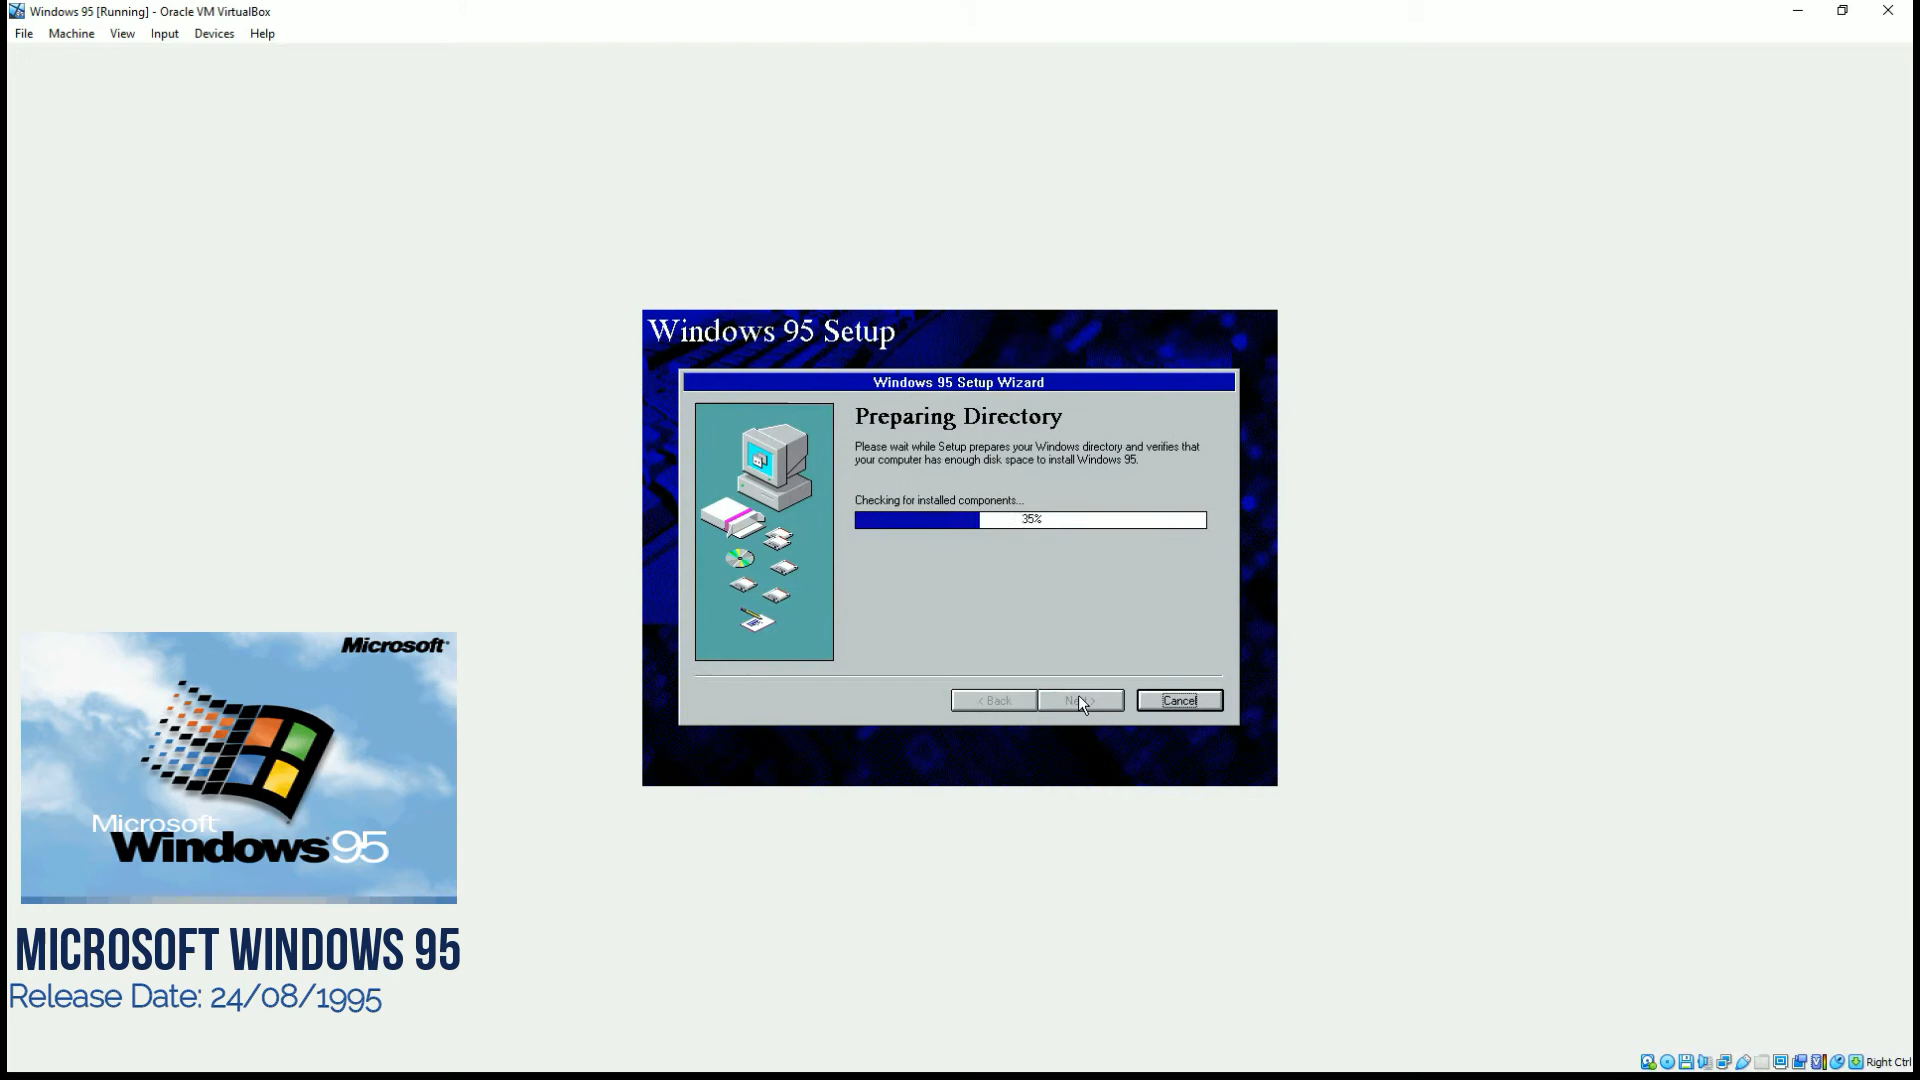 Windows 95 [Running] - Oracle VM VirtualBox
File Machine View Input Devices Help
Windows 95 Setup
Windows 95 Setup Wizard
Preparing Directory
Please wait while Setup prepares your Windows directory and verifies that
your computer has enough disk space to install Windows 95.
Checking for installed components...
35%
< Back
Cancel
Microsoft
Microsoft
Windows 95
MICROSOFT WINDOWS 95
Release Date: 24/08/1995
Right Ctrl